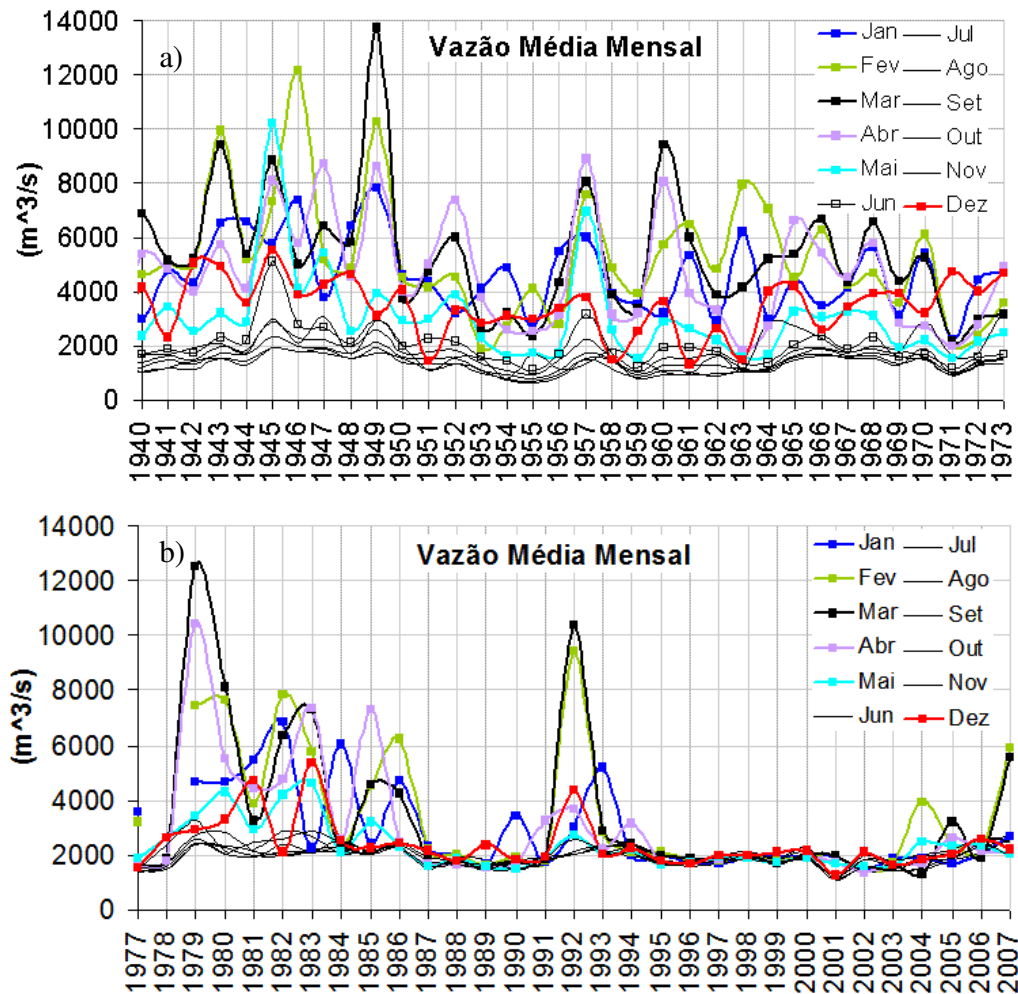 14000
a)
Vazão Média Mensal
Jan Jul
12000
Fev Ago
10000
Mar Set
8000
Abr Out
Mai Nov
6000
Jun Dez
4000
2000
0
(m^3/s)
1940 1941 1942 1943 1944 1945 1946 1947 1948 1949 1950 1951 1952 1953 1954 1955 1956 1957 1958 1959 1960 1961 1962 1963 1964 1965 1966 1967 1968 1969 1970 1971 1972 1973
14000
b)
Vazão Média Mensal
Jan Jul
12000
Fev Ago
Mar Set
10000
Abr Out
8000
Mai Nov
Jun Dez
6000
4000
2000
0
(m^3/s)
1977 1978 1979 1980 1981 1982 1983 1984 1985 1986 1987 1988 1989 1990 1991 1992 1993 1994 1995 1996 1997 1998 1999 2000 2001 2002 2003 2004 2005 2006 2007